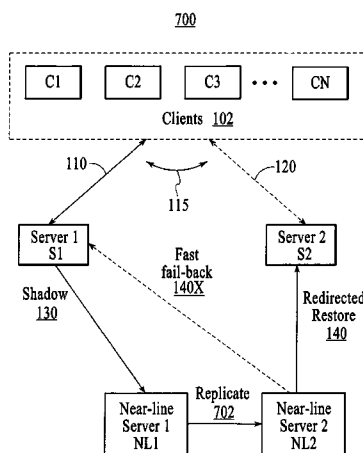 700
C1 C2 C3 ••• CN
Clients 102
110
115
120
Server 1
S1
Server 2
S2
Fast
fail-back
140X
Shadow
130
Redirected
Restore
140
Replicate
702
Near-line
Server 1
NL1
Near-line
Server 2
NL2